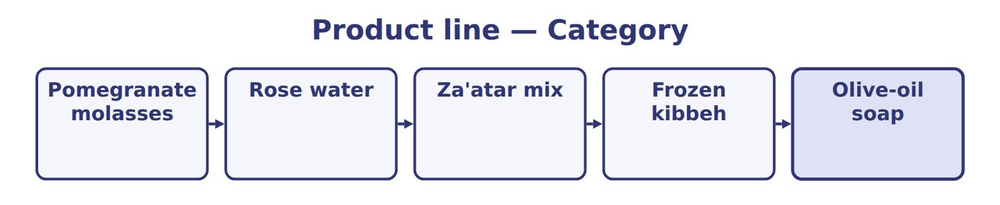 Product line — Category
Pomegranate
molasses
Rose water
Za'atar mix
Frozen
kibbeh
Olive-oil
soap